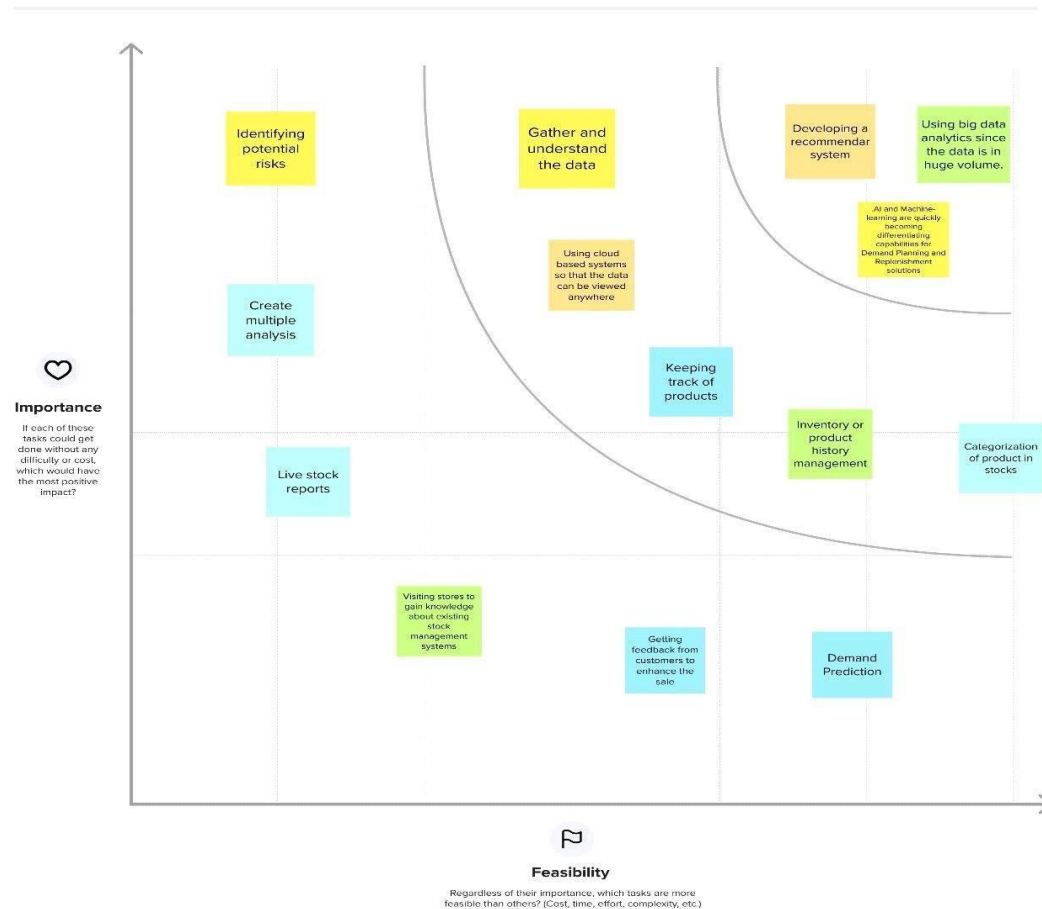 Identifying
potential
risks
Gather and
understand
the data
Developing a
recommendar
system
Using big data
analytics since
the data is in
huge volume.
.AI and Machine-
learning are quickly
becoming
differentiating
capabilities for
Demand Planning and
Replenishment
solutions
Using cloud
based systems
so that the data
can be viewed
anywhere
Create
multiple
analysis
Keeping
track of
products
Importance
If each of these
tasks could get
done without any
difficulty or cost,
which would have
the most positive
impact?
Inventory or
product
history
management
Categorization
of product in
stocks
Live stock
reports
Visiting stores to
gain knowledge
about existing
stock
management
systems
Getting
feedback from
customers to
enhance the
sale
Demand
Prediction
Feasibility
Regardless of their importance, which tasks are more
feasible than others? (Cost, time, effort, complexity, etc.)